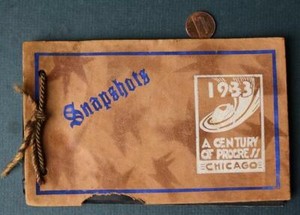 Snapshots
1933
A CENTURY
OF PROGRESS
CHICAGO